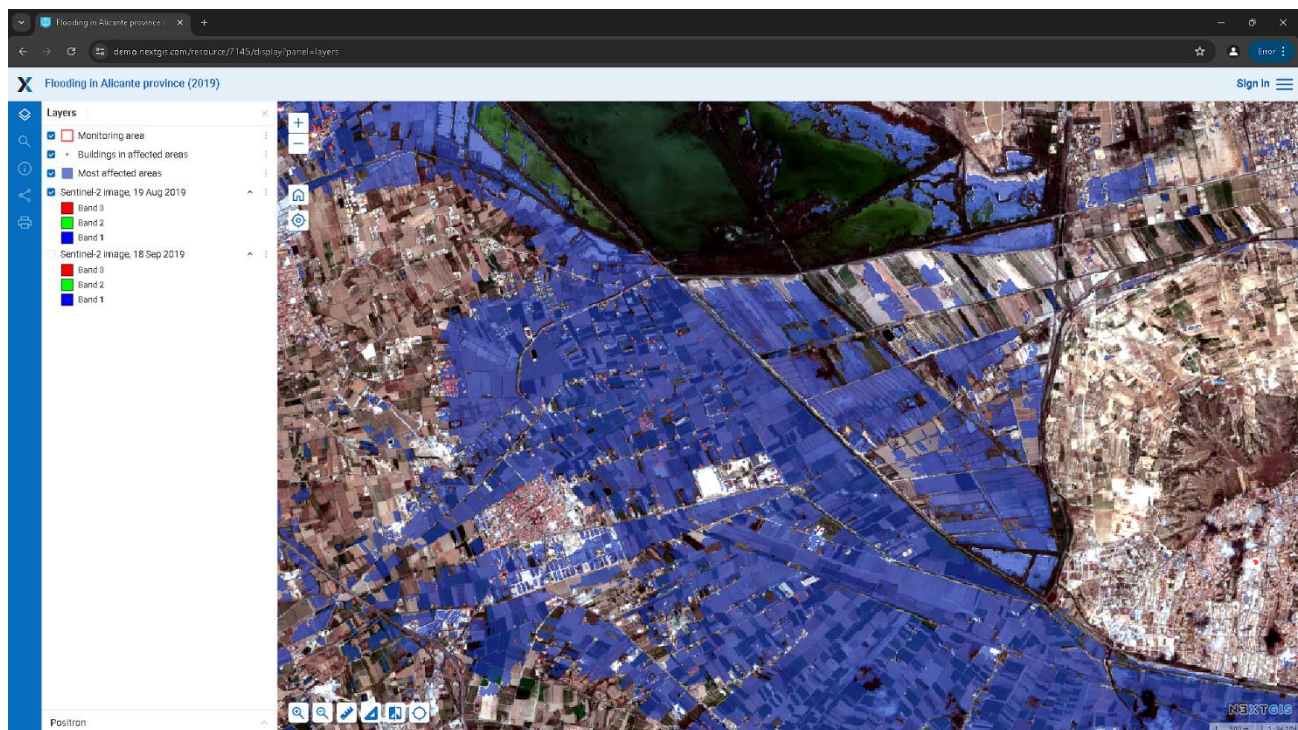 Flooding in Alicante province
demo.nextgis.com/resource/7145/display?panel=layers
Error
Flooding in Alicante province (2019)
Sign In
Layers
Monitoring area
Buildings in affected areas
Most affected areas
Sentinel-2 image, 19 Aug 2019
Band 3
Band 2
Band 1
Sentinel-2 image, 18 Sep 2019
Band 3
Band 2
Band 1
Positron
NEXTGIS